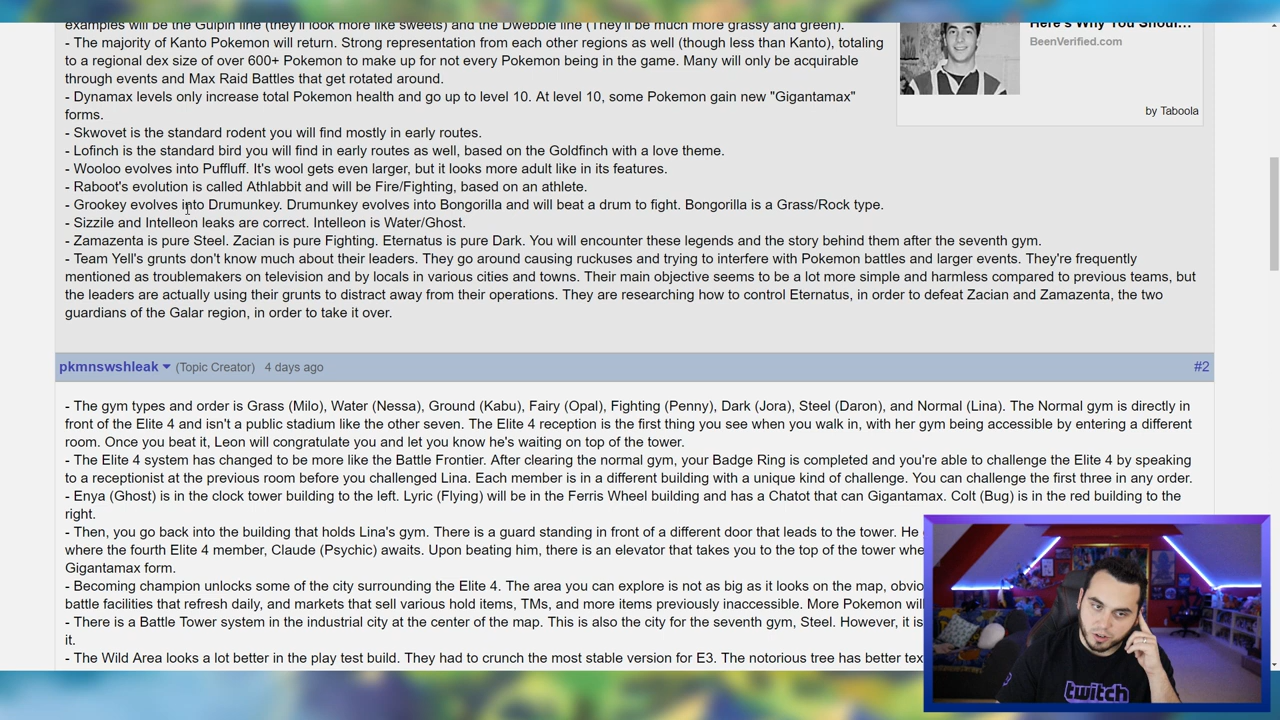 examples will be the Gulpin line (they'll look more like sweets) and the Dwebble line (They'll be much more grassy and green).
- The majority of Kanto Pokemon will return. Strong representation from each other regions as well (though less than Kanto), totaling
to a regional dex size of over 600+ Pokemon to make up for not every Pokemon being in the game. Many will only be acquirable
through events and Max Raid Battles that get rotated around.
- Dynamax levels only increase total Pokemon health and go up to level 10. At level 10, some Pokemon gain new "Gigantamax"
forms.
- Skwovet is the standard rodent you will find mostly in early routes.
- Lofinch is the standard bird you will find in early routes as well, based on the Goldfinch with a love theme.
- Wooloo evolves into Puffluff. It's wool gets even larger, but it looks more adult like in its features.
- Raboot's evolution is called Athlabbit and will be Fire/Fighting, based on an athlete.
- Grookey evolves into Drumunkey. Drumunkey evolves into Bongorilla and will beat a drum to fight. Bongorilla is a Grass/Rock type.
- Sizzile and Intelleon leaks are correct. Intelleon is Water/Ghost.
- Zamazenta is pure Steel. Zacian is pure Fighting. Eternatus is pure Dark. You will encounter these legends and the story behind them after the seventh gym.
- Team Yell's grunts don't know much about their leaders. They go around causing ruckuses and trying to interfere with Pokemon battles and larger events. They're frequently
mentioned as troublemakers on television and by locals in various cities and towns. Their main objective seems to be a lot more simple and harmless compared to previous teams, but
the leaders are actually using their grunts to distract away from their operations. They are researching how to control Eternatus, in order to defeat Zacian and Zamazenta, the two
guardians of the Galar region, in order to take it over.
Here's Why You Shoul...
BeenVerified.com
by Taboola
pkmnswshleak (Topic Creator) 4 days ago #2
- The gym types and order is Grass (Milo), Water (Nessa), Ground (Kabu), Fairy (Opal), Fighting (Penny), Dark (Jora), Steel (Daron), and Normal (Lina). The Normal gym is directly in
front of the Elite 4 and isn't a public stadium like the other seven. The Elite 4 reception is the first thing you see when you walk in, with her gym being accessible by entering a different
room. Once you beat it, Leon will congratulate you and let you know he's waiting on top of the tower.
- The Elite 4 system has changed to be more like the Battle Frontier. After clearing the normal gym, your Badge Ring is completed and you're able to challenge the Elite 4 by speaking
to a receptionist at the previous room before you challenged Lina. Each member is in a different building with a unique kind of challenge. You can challenge the first three in any order.
- Enya (Ghost) is in the clock tower building to the left. Lyric (Flying) will be in the Ferris Wheel building and has a Chatot that can Gigantamax. Colt (Bug) is in the red building to the
right.
- Then, you go back into the building that holds Lina's gym. There is a guard standing in front of a different door that leads to the tower. He
where the fourth Elite 4 member, Claude (Psychic) awaits. Upon beating him, there is an elevator that takes you to the top of the tower whe
Gigantamax form.
- Becoming champion unlocks some of the city surrounding the Elite 4. The area you can explore is not as big as it looks on the map, obvio
battle facilities that refresh daily, and markets that sell various hold items, TMs, and more items previously inaccessible. More Pokemon wil
- There is a Battle Tower system in the industrial city at the center of the map. This is also the city for the seventh gym, Steel. However, it is
it.
- The Wild Area looks a lot better in the play test build. They had to crunch the most stable version for E3. The notorious tree has better tex
twitch